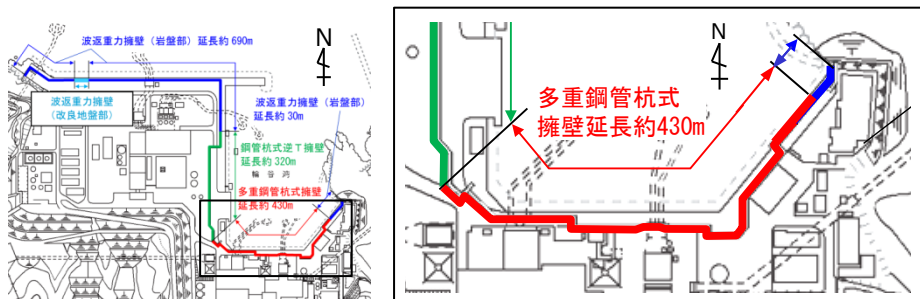 波返重力擁壁（岩盤部）延長約690m
N
波返重力擁壁
（改良地盤部）
波返重力擁壁（岩盤部）
延長約30m
鋼管杭式逆T擁壁
延長約320m
輪谷湾
多重鋼管杭式擁壁
延長約430m
N
多重鋼管杭式
擁壁延長約430m